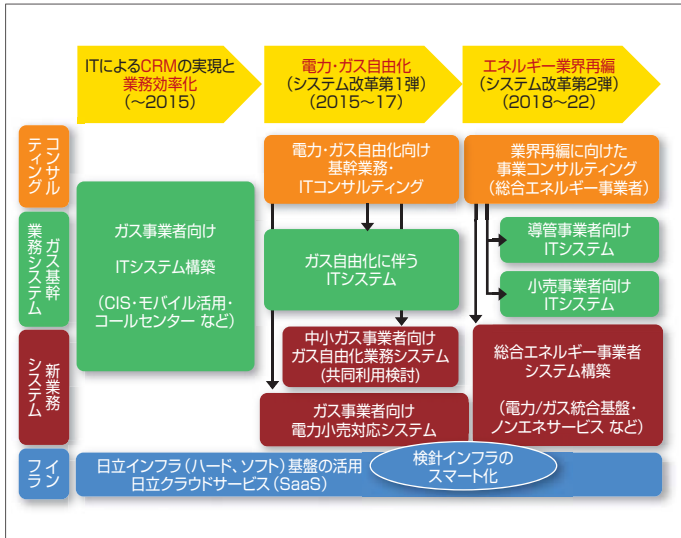 ITによるCRMの実現と
業務効率化
(〜2015)
電力・ガス自由化
(システム改革第1弾)
(2015〜17)
エネルギー業界再編
(システム改革第2弾)
(2018〜22)
コンサル
ティング
電力・ガス自由化向け
基幹業務・
ITコンサルティング
業界再編に向けた
事業コンサルティング
(総合エネルギー事業者)
ガス基幹
業務システム
ガス事業者向け
ITシステム構築
(CIS・モバイル活用・
コールセンター など)
ガス自由化に伴う
ITシステム
導管事業者向け
ITシステム
小売事業者向け
ITシステム
新業務
システム
中小ガス事業者向け
ガス自由化業務システム
(共同利用検討)
ガス事業者向け
電力小売対応システム
総合エネルギー事業者
システム構築
(電力/ガス統合基盤・
ノンエネサービス など)
イン
フラ
日立インフラ(ハード、ソフト)基盤の活用
日立クラウドサービス(SaaS)
検針インフラの
スマート化